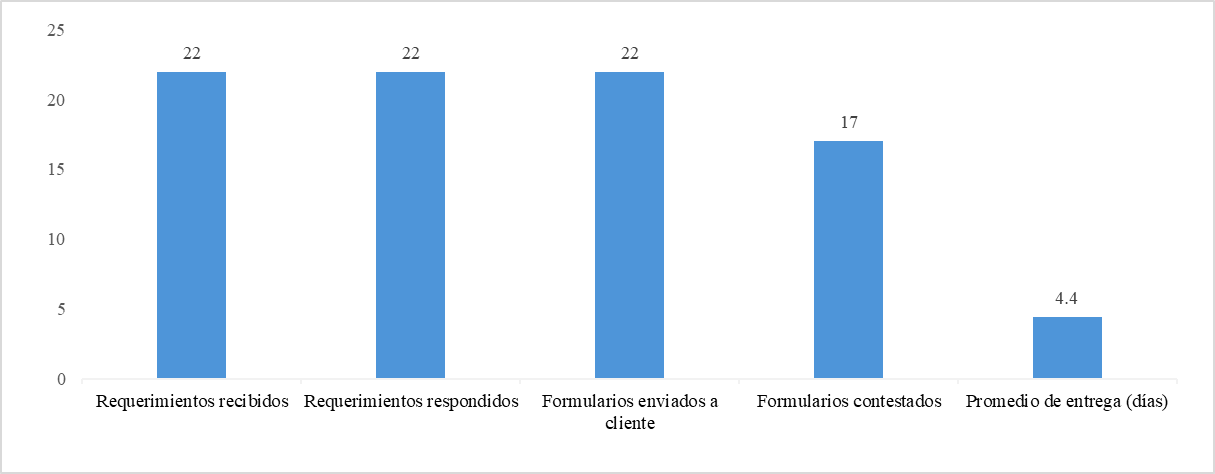 25
20
15
10
5
0
22
22
22
17
4.4
Requerimientos recibidos
Requerimientos respondidos
Formularios enviados a
cliente
Formularios contestados
Promedio de entrega (días)